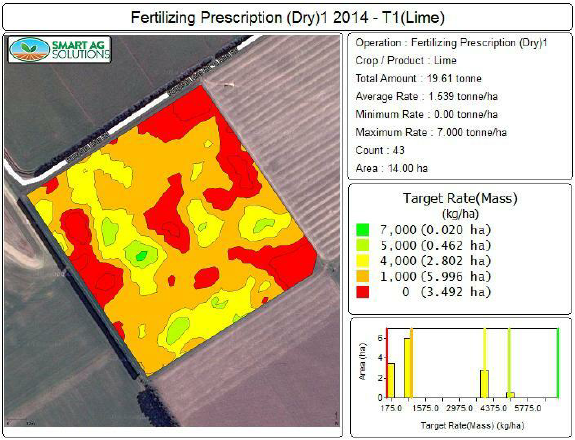 Fertilizing Prescription (Dry)1 2014 - T1(Lime)
SMART AG
SOLUTIONS
Operation : Fertilizing Prescription (Dry)1
Crop / Product : Lime
Total Amount : 19.61 tonne
Average Rate : 1.539 tonne/ha
Minimum Rate : 0.00 tonne/ha
Maximum Rate : 7.000 tonne/ha
Count : 43
Area : 14.00 ha
Target Rate(Mass)
(kg/ha)
7,000 (0.020 ha)
5,000 (0.462 ha)
4,000 (2.802 ha)
1,000 (5.996 ha)
0 (3.492 ha)
Area (ha)
6
4
2
0
175.0 1575.0 2975.0 4375.0 5775.0
Target Rate(Mass) (kg/ha)